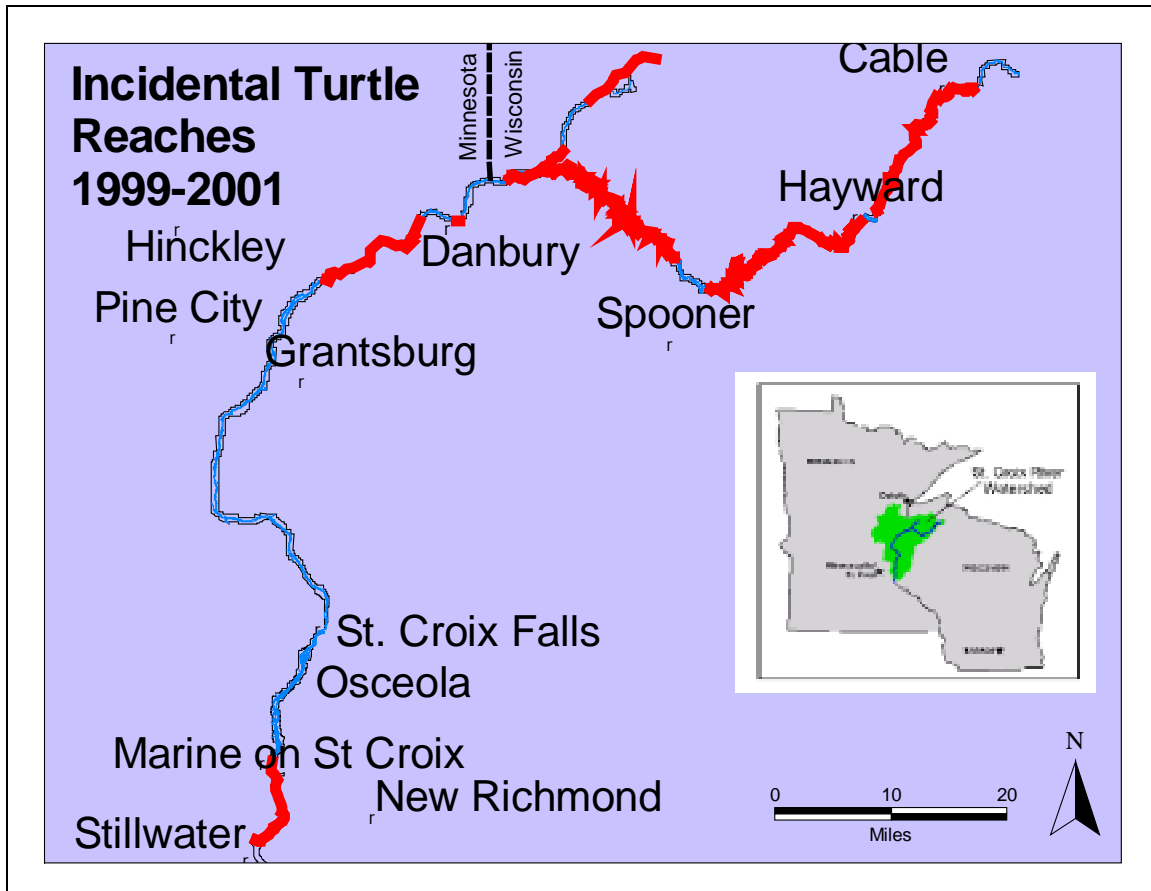 Incidental Turtle
Reaches
1999-2001
Minnesota
Wisconsin
Cable
Hayward
Hinckley
Danbury
Pine City
Spooner
Grantsburg
St. Croix River
Watershed
St. Croix Falls
Osceola
Marine on St Croix
New Richmond
Stillwater
0 10 20
Miles
N